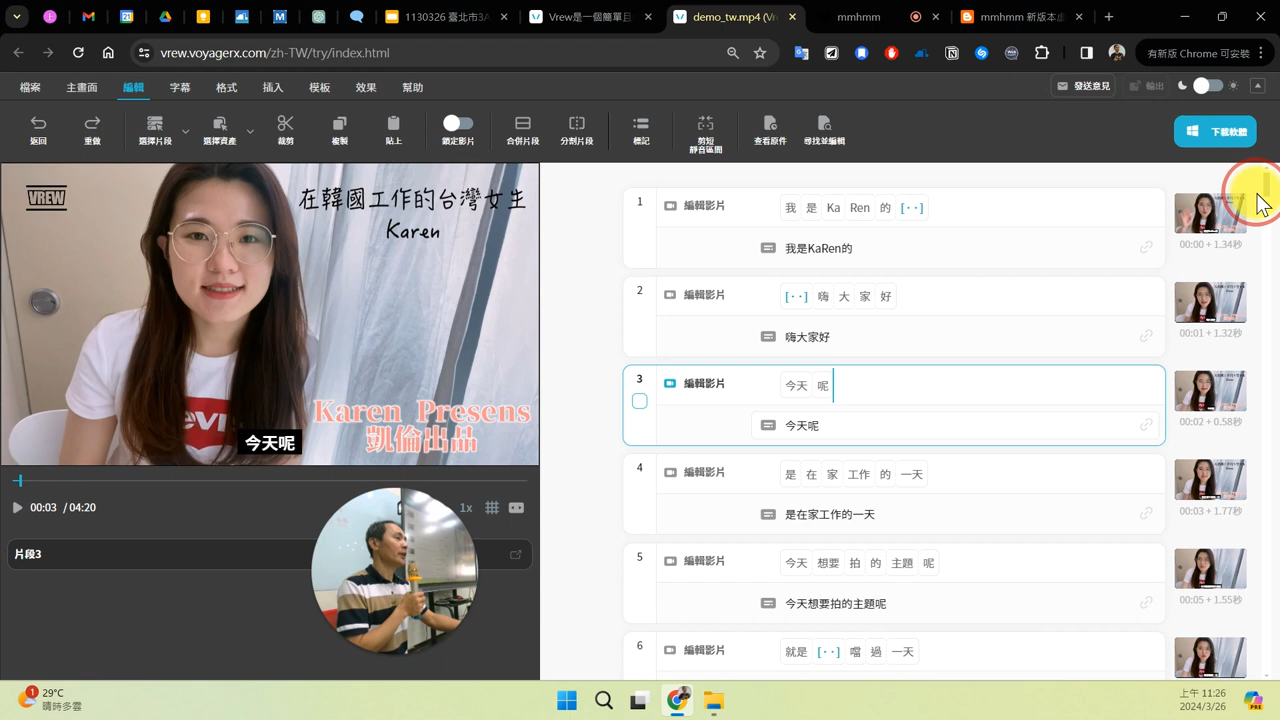 1130326 臺北市3A
Vrew是一個簡單且
demo_tw.mp4 (Vr
mmhmm
mmhmm 新版本虛
vrew.voyagerx.com/zh-TW/try/index.html
有新版 Chrome 可安裝
檔案 主畫面 編輯 字幕 格式 插入 模板 效果 幫助
發送意見 輸出
返回 重做 選擇片段 選擇資產 裁剪 複製 貼上 鎖定影片 合併片段 分割片段 標記 剪短靜音區間 查看原件 尋找並編輯
下載軟體
VREW
在韓國工作的台灣女生
Karen
Karen Presens
凱倫出品
今天呢
00:03 / 04:20
1x
片段3
1 編輯影片 我 是 Ka Ren 的 [··]
我是KaRen的
00:00 + 1.34秒
2 編輯影片 [··] 嗨 大 家 好
嗨大家好
00:01 + 1.32秒
3 編輯影片 今天 呢
今天呢
00:02 + 0.58秒
4 編輯影片 是 在 家 工作 的 一天
是在家工作的一天
00:03 + 1.77秒
5 編輯影片 今天 想要 拍 的 主題 呢
今天想要拍的主題呢
00:05 + 1.55秒
6 編輯影片 就是 [··] 噹 過 一天
1
29°C
晴時多雲
上午 11:26
2024/3/26
PRE